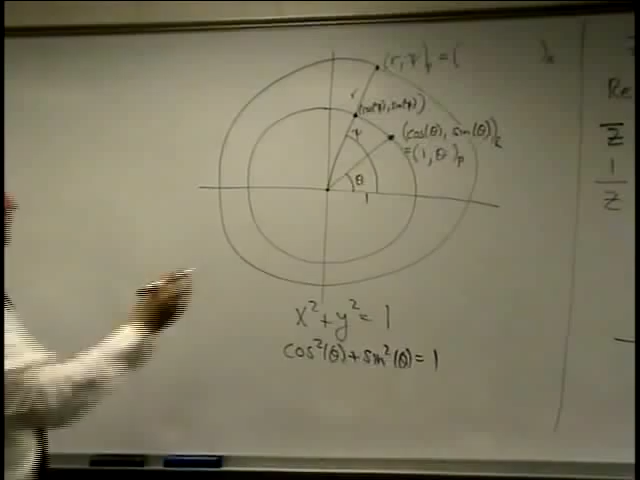 (r, ψ)ₚ = (          )ₖ
r
(cos(ψ), sin(ψ))
ψ
(cos(θ), sin(θ))ₖ
= (1, θ)ₚ
θ
1
x² + y² = 1
cos²(θ) + sin²(θ) = 1
Re
z̄
1
z